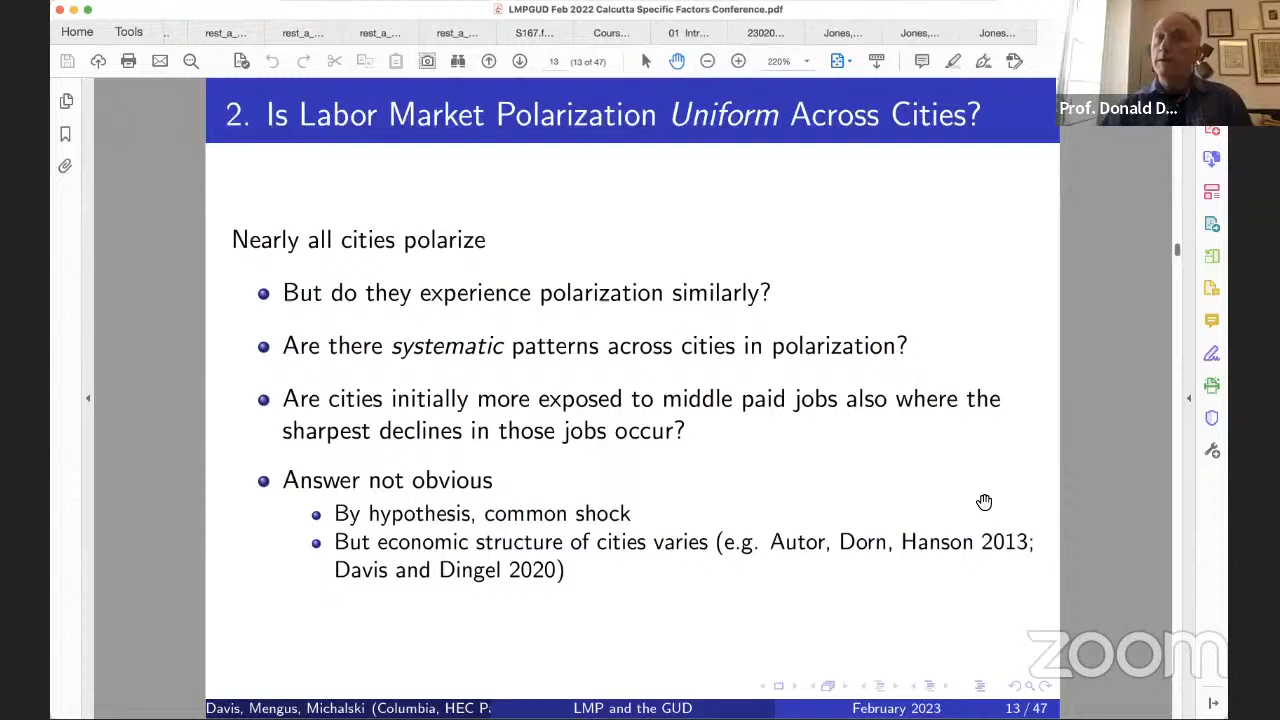 LMPGUD Feb 2022 Calcutta Specific Factors Conference.pdf
Home Tools .. rest_a_... rest_a_... rest_a_... rest_a_... S167.f... Cours... 01 Intr... 23020... Jones,... Jones,... Jones...
13 (13 of 47) 220%
Prof. Donald D...
2. Is Labor Market Polarization Uniform Across Cities?
Nearly all cities polarize
But do they experience polarization similarly?
Are there systematic patterns across cities in polarization?
Are cities initially more exposed to middle paid jobs also where the
sharpest declines in those jobs occur?
Answer not obvious
By hypothesis, common shock
But economic structure of cities varies (e.g. Autor, Dorn, Hanson 2013;
Davis and Dingel 2020)
zoom
Davis, Mengus, Michalski (Columbia, HEC P. LMP and the GUD February 2023 13 / 47